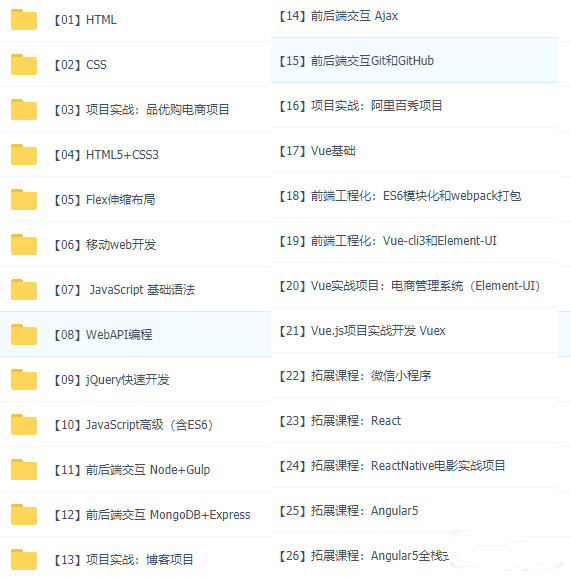 【01】HTML
【02】CSS
【03】项目实战：品优购电商项目
【04】HTML5+CSS3
【05】Flex伸缩布局
【06】移动web开发
【07】 JavaScript 基础语法
【08】WebAPI编程
【09】jQuery快速开发
【10】JavaScript高级（含ES6）
【11】前后端交互 Node+Gulp
【12】前后端交互 MongoDB+Express
【13】项目实战：博客项目
【14】前后端交互 Ajax
【15】前后端交互Git和GitHub
【16】项目实战：阿里百秀项目
【17】Vue基础
【18】前端工程化：ES6模块化和webpack打包
【19】前端工程化：Vue-cli3和Element-UI
【20】Vue实战项目：电商管理系统（Element-UI）
【21】Vue.js项目实战开发 Vuex
【22】拓展课程：微信小程序
【23】拓展课程：React
【24】拓展课程：ReactNative电影实战项目
【25】拓展课程：Angular5
【26】拓展课程：Angular5全栈